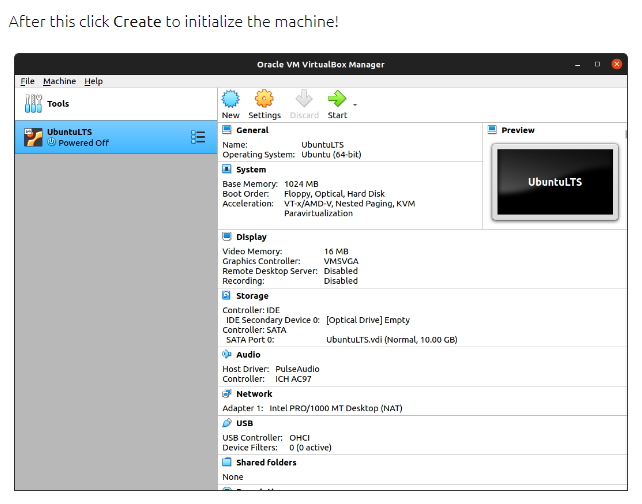 After this click Create to initialize the machine!
Oracle VM VirtualBox Manager
File Machine Help
Tools
New Settings Discard Start
UbuntuLTS
Powered Off
General
Name: UbuntuLTS
Operating System: Ubuntu (64-bit)
Preview
UbuntuLTS
System
Base Memory: 1024 MB
Boot Order: Floppy, Optical, Hard Disk
Acceleration: VT-x/AMD-V, Nested Paging, KVM
Paravirtualization
Display
Video Memory: 16 MB
Graphics Controller: VMSVGA
Remote Desktop Server: Disabled
Recording: Disabled
Storage
Controller: IDE
IDE Secondary Device 0: [Optical Drive] Empty
Controller: SATA
SATA Port 0: UbuntuLTS.vdi (Normal, 10.00 GB)
Audio
Host Driver: PulseAudio
Controller: ICH AC97
Network
Adapter 1: Intel PRO/1000 MT Desktop (NAT)
USB
USB Controller: OHCI
Device Filters: 0 (0 active)
Shared folders
None